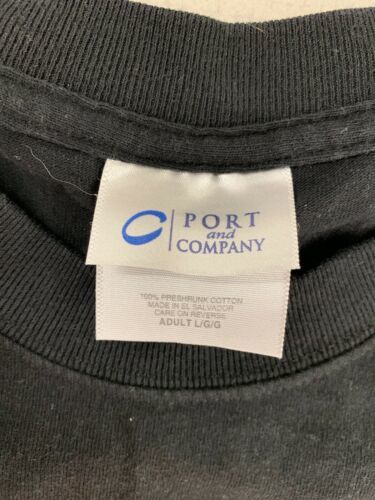 PORT
and
COMPANY
100% PRESHRUNK COTTON
MADE IN EL SALVADOR
CARE ON REVERSE
ADULT L/G/G